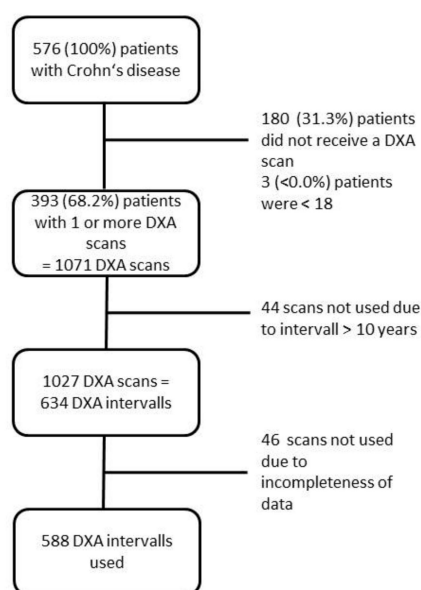 576 (100%) patients
with Crohn‘s disease
180 (31.3%) patients
did not receive a DXA
scan
3 (<0.0%) patients
were < 18
393 (68.2%) patients
with 1 or more DXA
scans
= 1071 DXA scans
44 scans not used due
to intervall > 10 years
1027 DXA scans =
634 DXA intervalls
46 scans not used
due to
incompleteness of
data
588 DXA intervalls
used